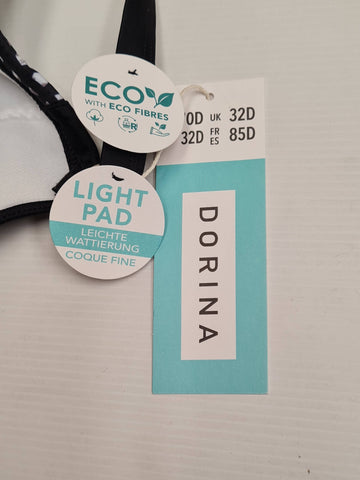 ECO
WITH ECO FIBRES
R
LIGHT
PAD
LEICHTE
WATTIERUNG
COQUE FINE
UK 32D
32D FR ES 85D
DORINA